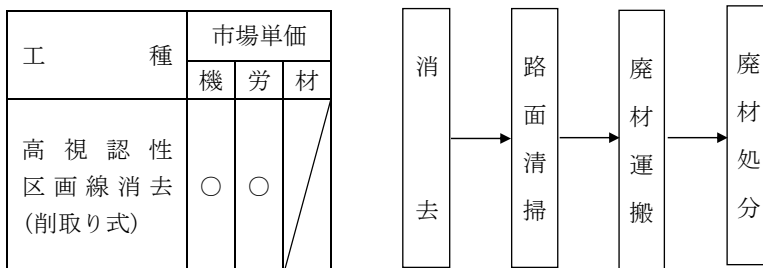 工種
市場単価
機 労 材
高視認性
区画線消去
(削取り式)
○ ○
消去
路面清掃
廃材運搬
廃材処分